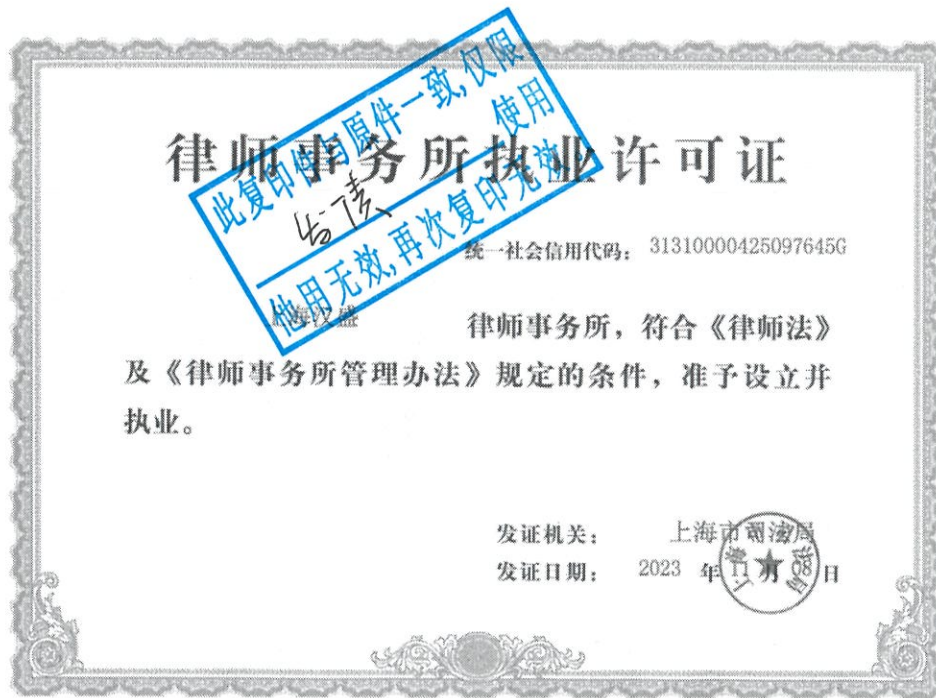 律师事务所执业许可证
此复印件与原件一致,仅限
使用
他用无效,再次复印无效。
统一社会信用代码: 31310000425097645G
上海汉盛 律师事务所, 符合《律师法》
及《律师事务所管理办法》规定的条件, 准予设立并
执业。
发证机关: 上海市司法局
发证日期: 2023 年 11 月 08 日